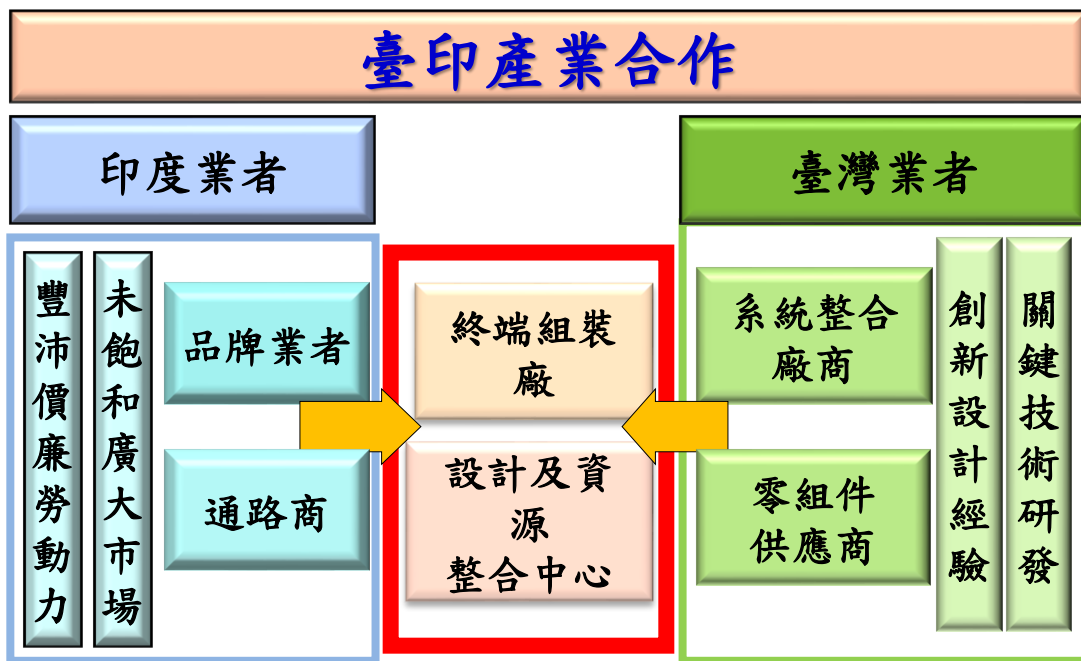 臺印產業合作
印度業者
臺灣業者
豐沛價廉勞動力
未飽和廣大市場
品牌業者
通路商
終端組裝
廠
設計及資
源
整合中心
系統整合
廠商
零組件
供應商
創新設計經驗
關鍵技術研發